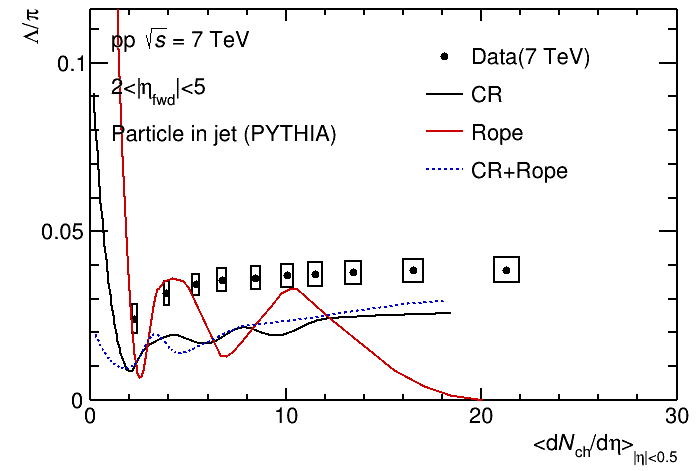 Λ/π
pp √s = 7 TeV
2<|η_fwd|<5
Particle in jet (PYTHIA)
Data(7 TeV)
CR
Rope
CR+Rope
0.1
0.05
0
0 10 20 30
<dN_ch/dη>_|η|<0.5